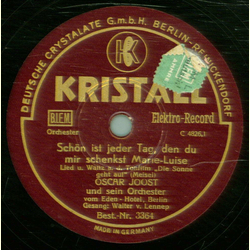 DEUTSCHE CRYSTALATE G.m.b.H. BERLIN-REINICKENDORF
K
KRISTALL
BIEM
Elektro-Record
Orchester
C 4826.1
Schön ist jeder Tag, den du
mir schenkst Marie-Luise
Lied u. Waltz a. d. Tonfilm „Die Sonne
geht auf" (Meisel)
OSCAR JOOST
und sein Orchester
vom Eden-Hotel, Berlin
Gesang: Walter v. Lennep
Best.-Nr. 3364
MADE IN GERMANY